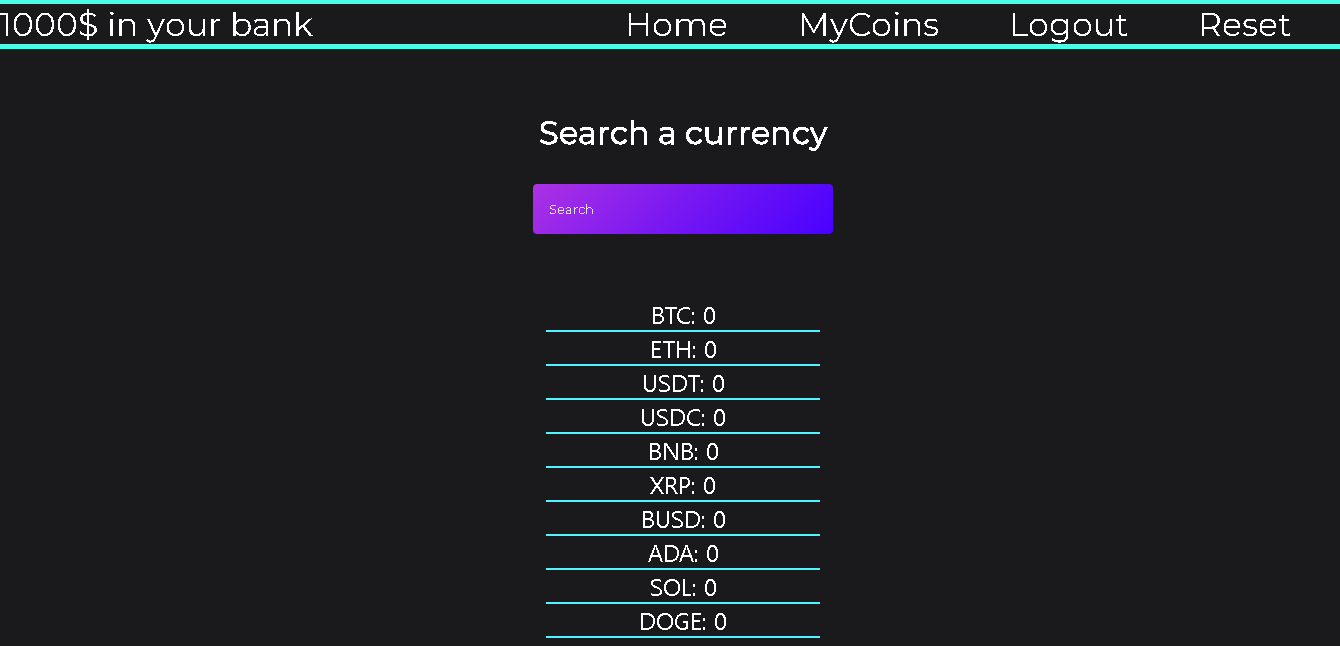 1000$ in your bank Home MyCoins Logout Reset
Search a currency
Search
BTC: 0
ETH: 0
USDT: 0
USDC: 0
BNB: 0
XRP: 0
BUSD: 0
ADA: 0
SOL: 0
DOGE: 0